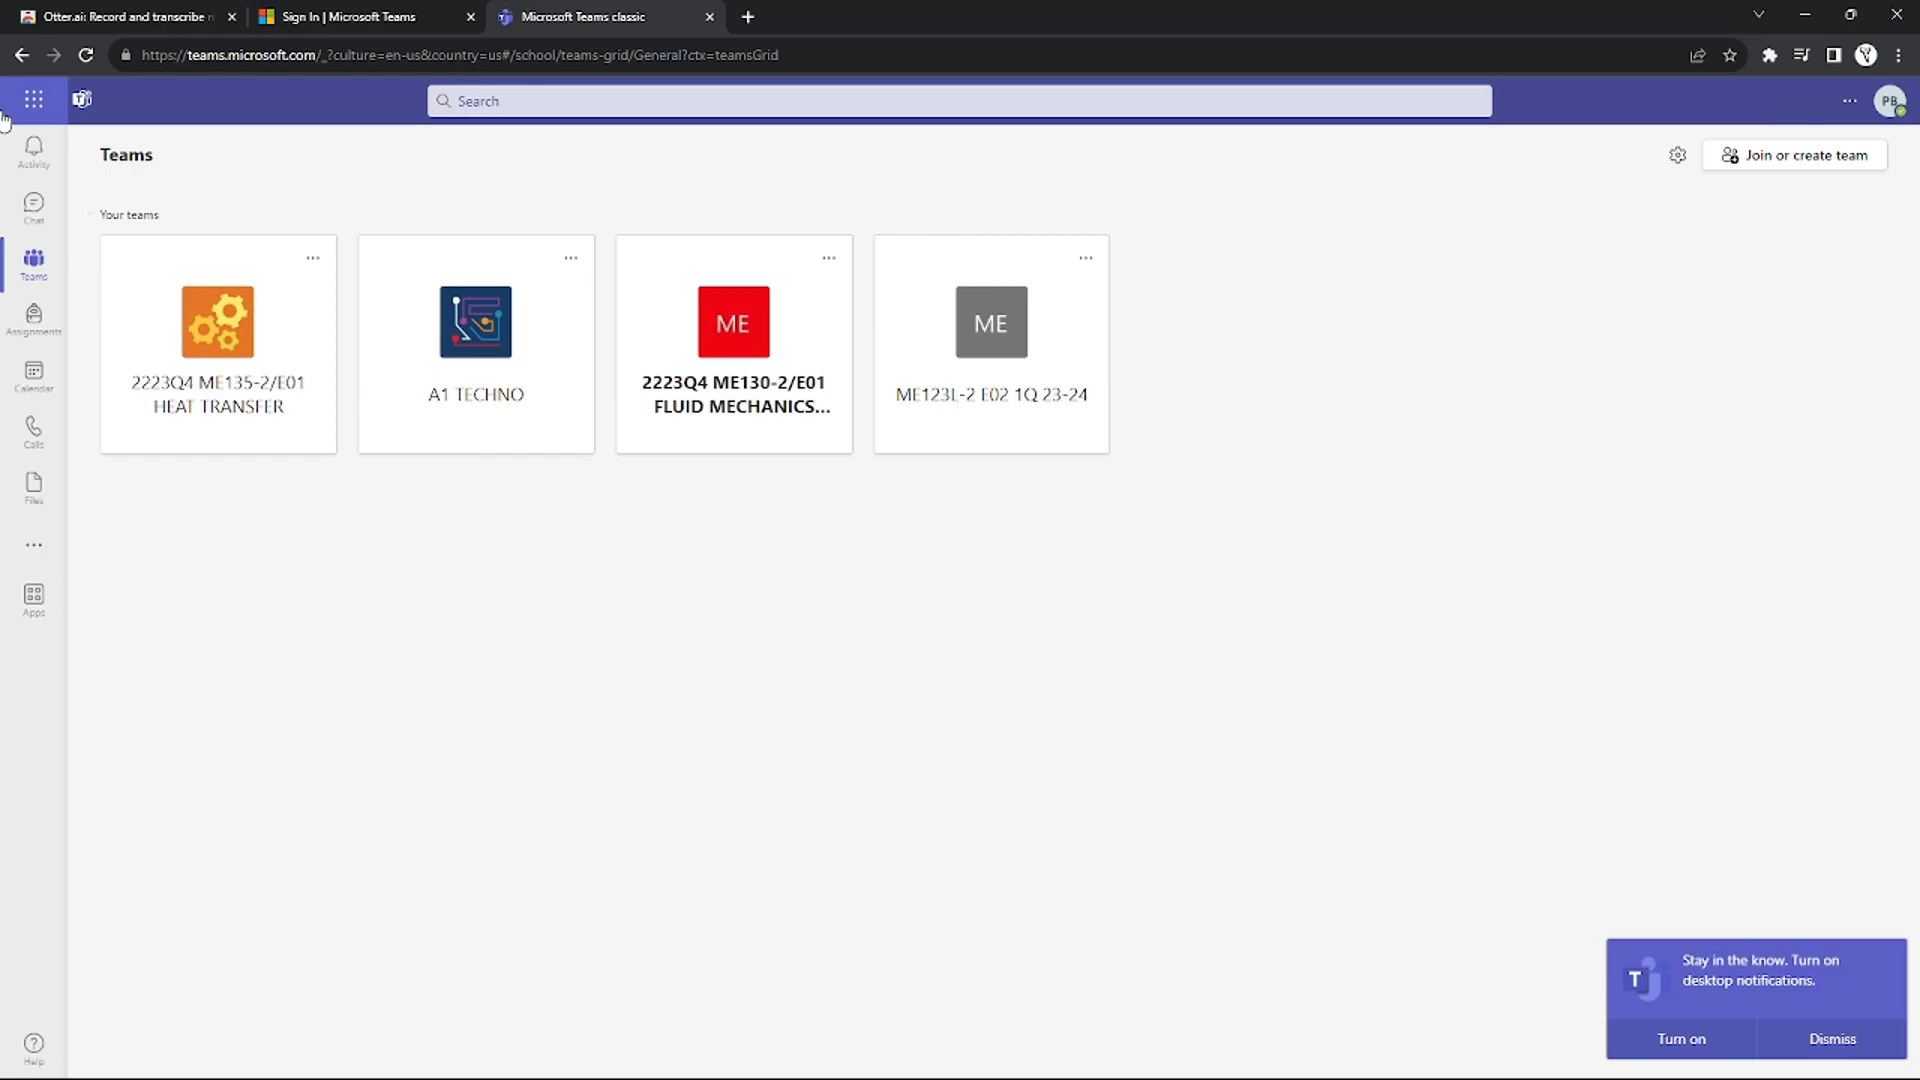 Otter.ai: Record and transcribe
Sign In | Microsoft Teams
Microsoft Teams classic
https://teams.microsoft.com/_?culture=en-us&country=us#/school/teams-grid/General?ctx=teamsGrid
Search
PB
Activity
Chat
Teams
Assignments
Calendar
Calls
Files
Apps
Help
Teams
Join or create team
Your teams
2223Q4 ME135-2/E01
HEAT TRANSFER
A1 TECHNO
ME
2223Q4 ME130-2/E01
FLUID MECHANICS...
ME
ME123L-2 E02 1Q 23-24
T
Stay in the know. Turn on
desktop notifications.
Turn on
Dismiss